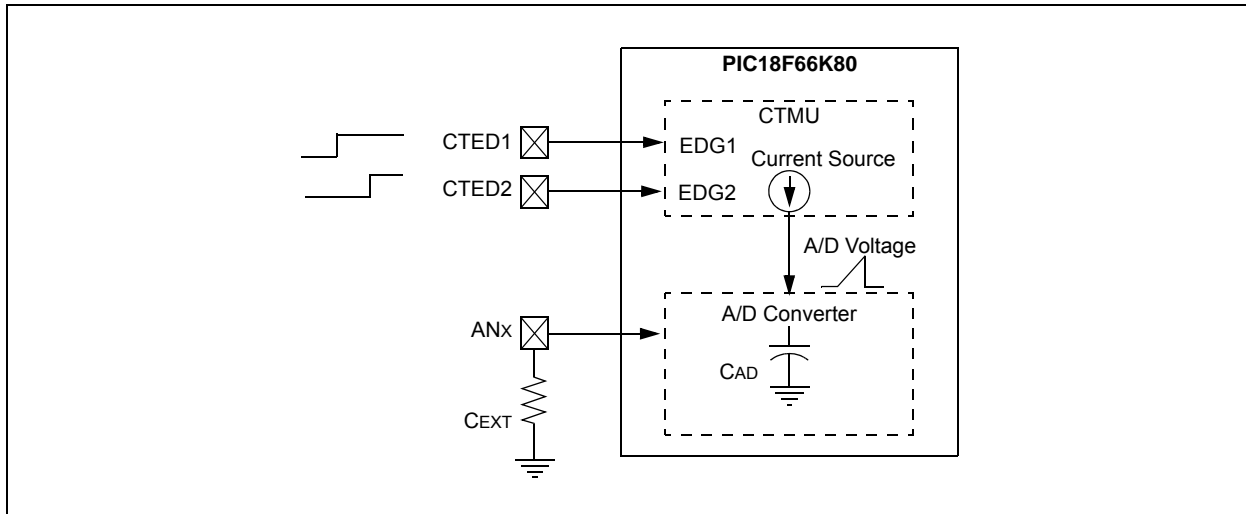 PIC18F66K80
CTMU
CTED1
EDG1
Current Source
CTED2
EDG2
A/D Voltage
A/D Converter
ANX
CAD
CEXT